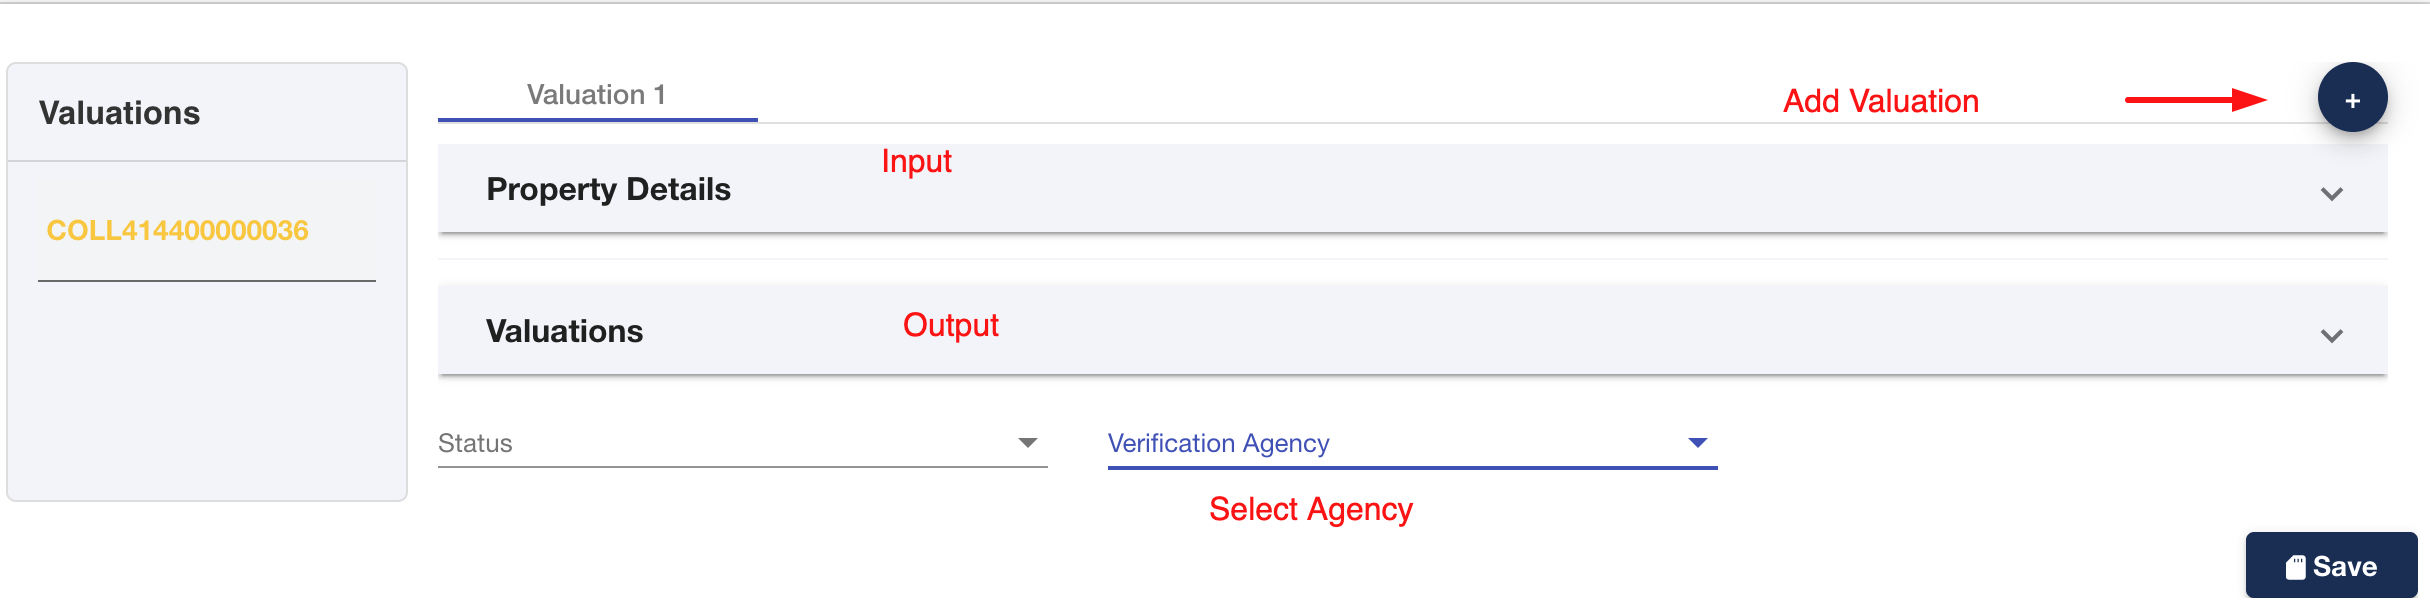 Valuations
COLL414400000036
Valuation 1
Add Valuation
+
Input
Property Details
Valuations
Output
Status
Verification Agency
Select Agency
Save